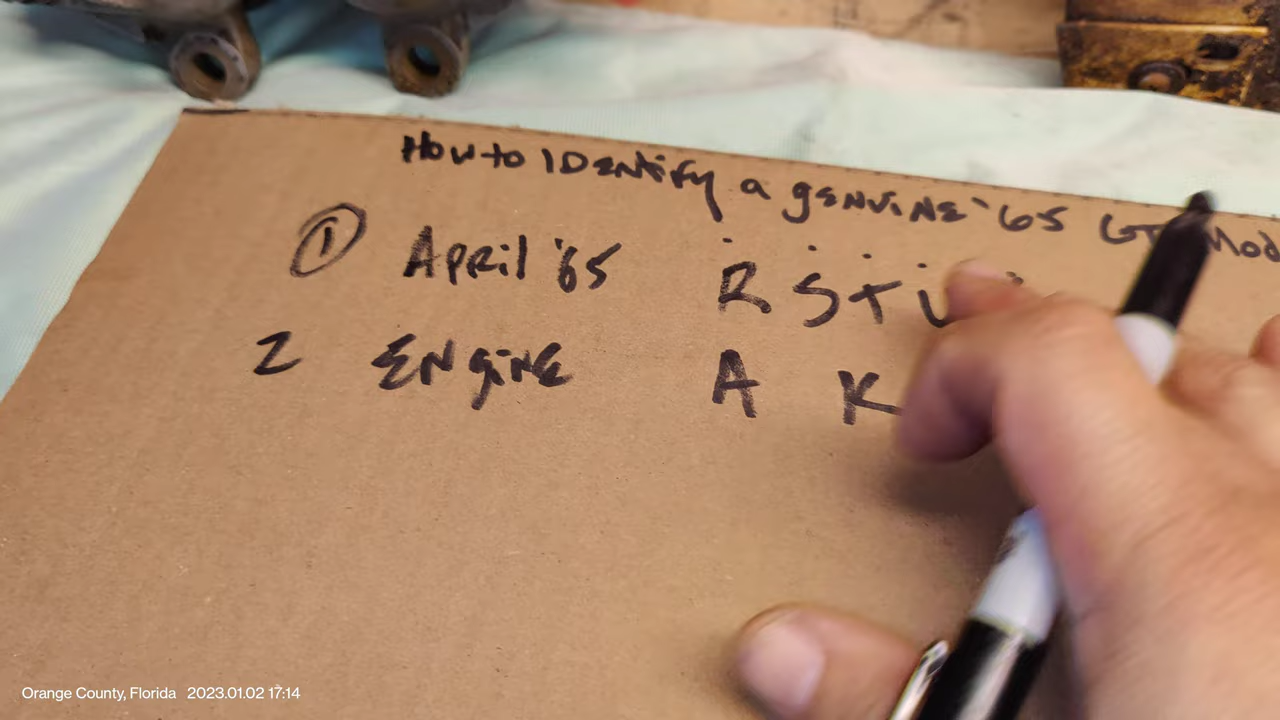 How to IDENtify a gENUiNE '65 GT Mod
① April '65 R S T U
2 ENgiNE A K
Orange County, Florida 2023.01.02 17:14